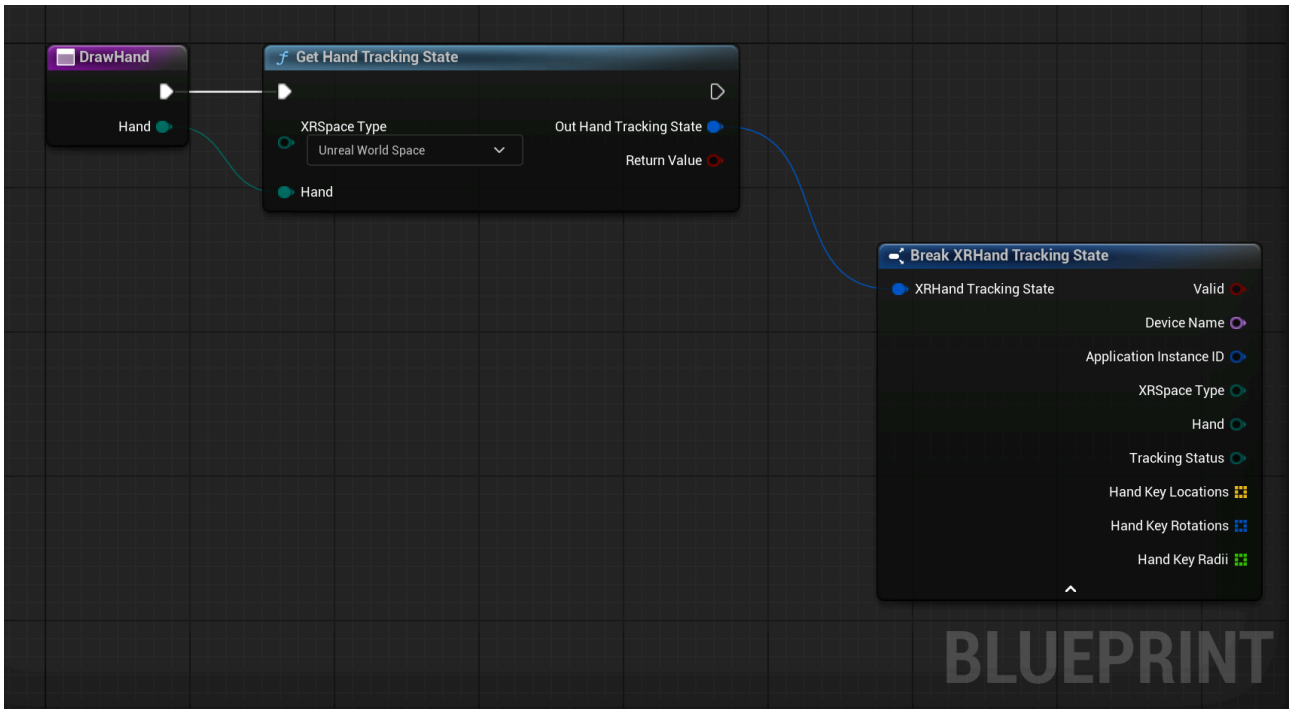 DrawHand
Hand
f Get Hand Tracking State
XRSpace Type
Unreal World Space
Hand
Out Hand Tracking State
Return Value
Break XRHand Tracking State
XRHand Tracking State
Valid
Device Name
Application Instance ID
XRSpace Type
Hand
Tracking Status
Hand Key Locations
Hand Key Rotations
Hand Key Radii
BLUEPRINT